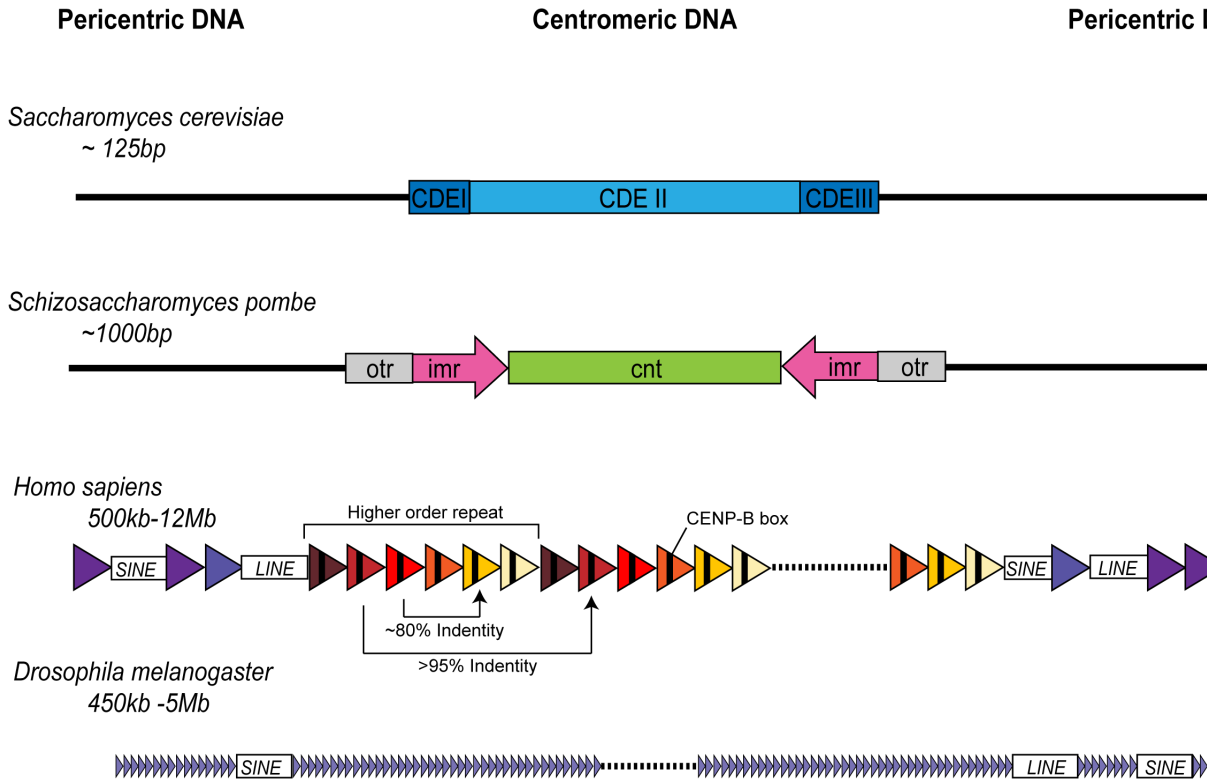 Pericentric DNA Centromeric DNA Pericentric
Saccharomyces cerevisiae
~ 125bp
CDEI CDE II CDEIII
Schizosaccharomyces pombe
~1000bp
otr imr cnt imr otr
Homo sapiens
500kb-12Mb
Higher order repeat
CENP-B box
SINE LINE SINE LINE
~80% Indentity
>95% Indentity
Drosophila melanogaster
450kb -5Mb
SINE LINE SINE